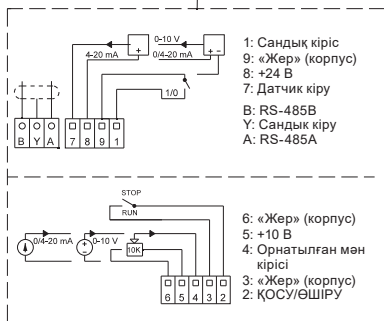 0-10 V
4-20 mA
0/4-20 mA
+
+ −
1/0
B Y A
7 8 9 1
1: Сандық кіріс
9: «Жер» (корпус)
8: +24 В
7: Датчик кіру
B: RS-485B
Y: Сандык кіру
A: RS-485A
STOP
RUN
0/4-20 mA
0-10 V
+
−
10K
6 5 4 3 2
6: «Жер» (корпус)
5: +10 В
4: Орнатылған мән
кірісі
3: «Жер» (корпус)
2: ҚОСУ/ӨШІРУ